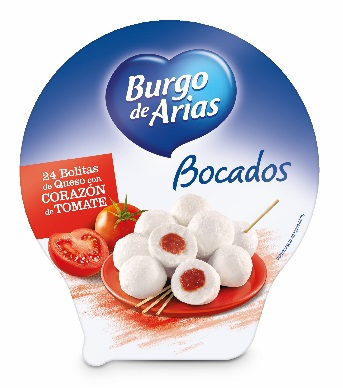 Burgo
de Arias
Bocados
24 Bolitas
de Queso con
CORAZÓN
de TOMATE